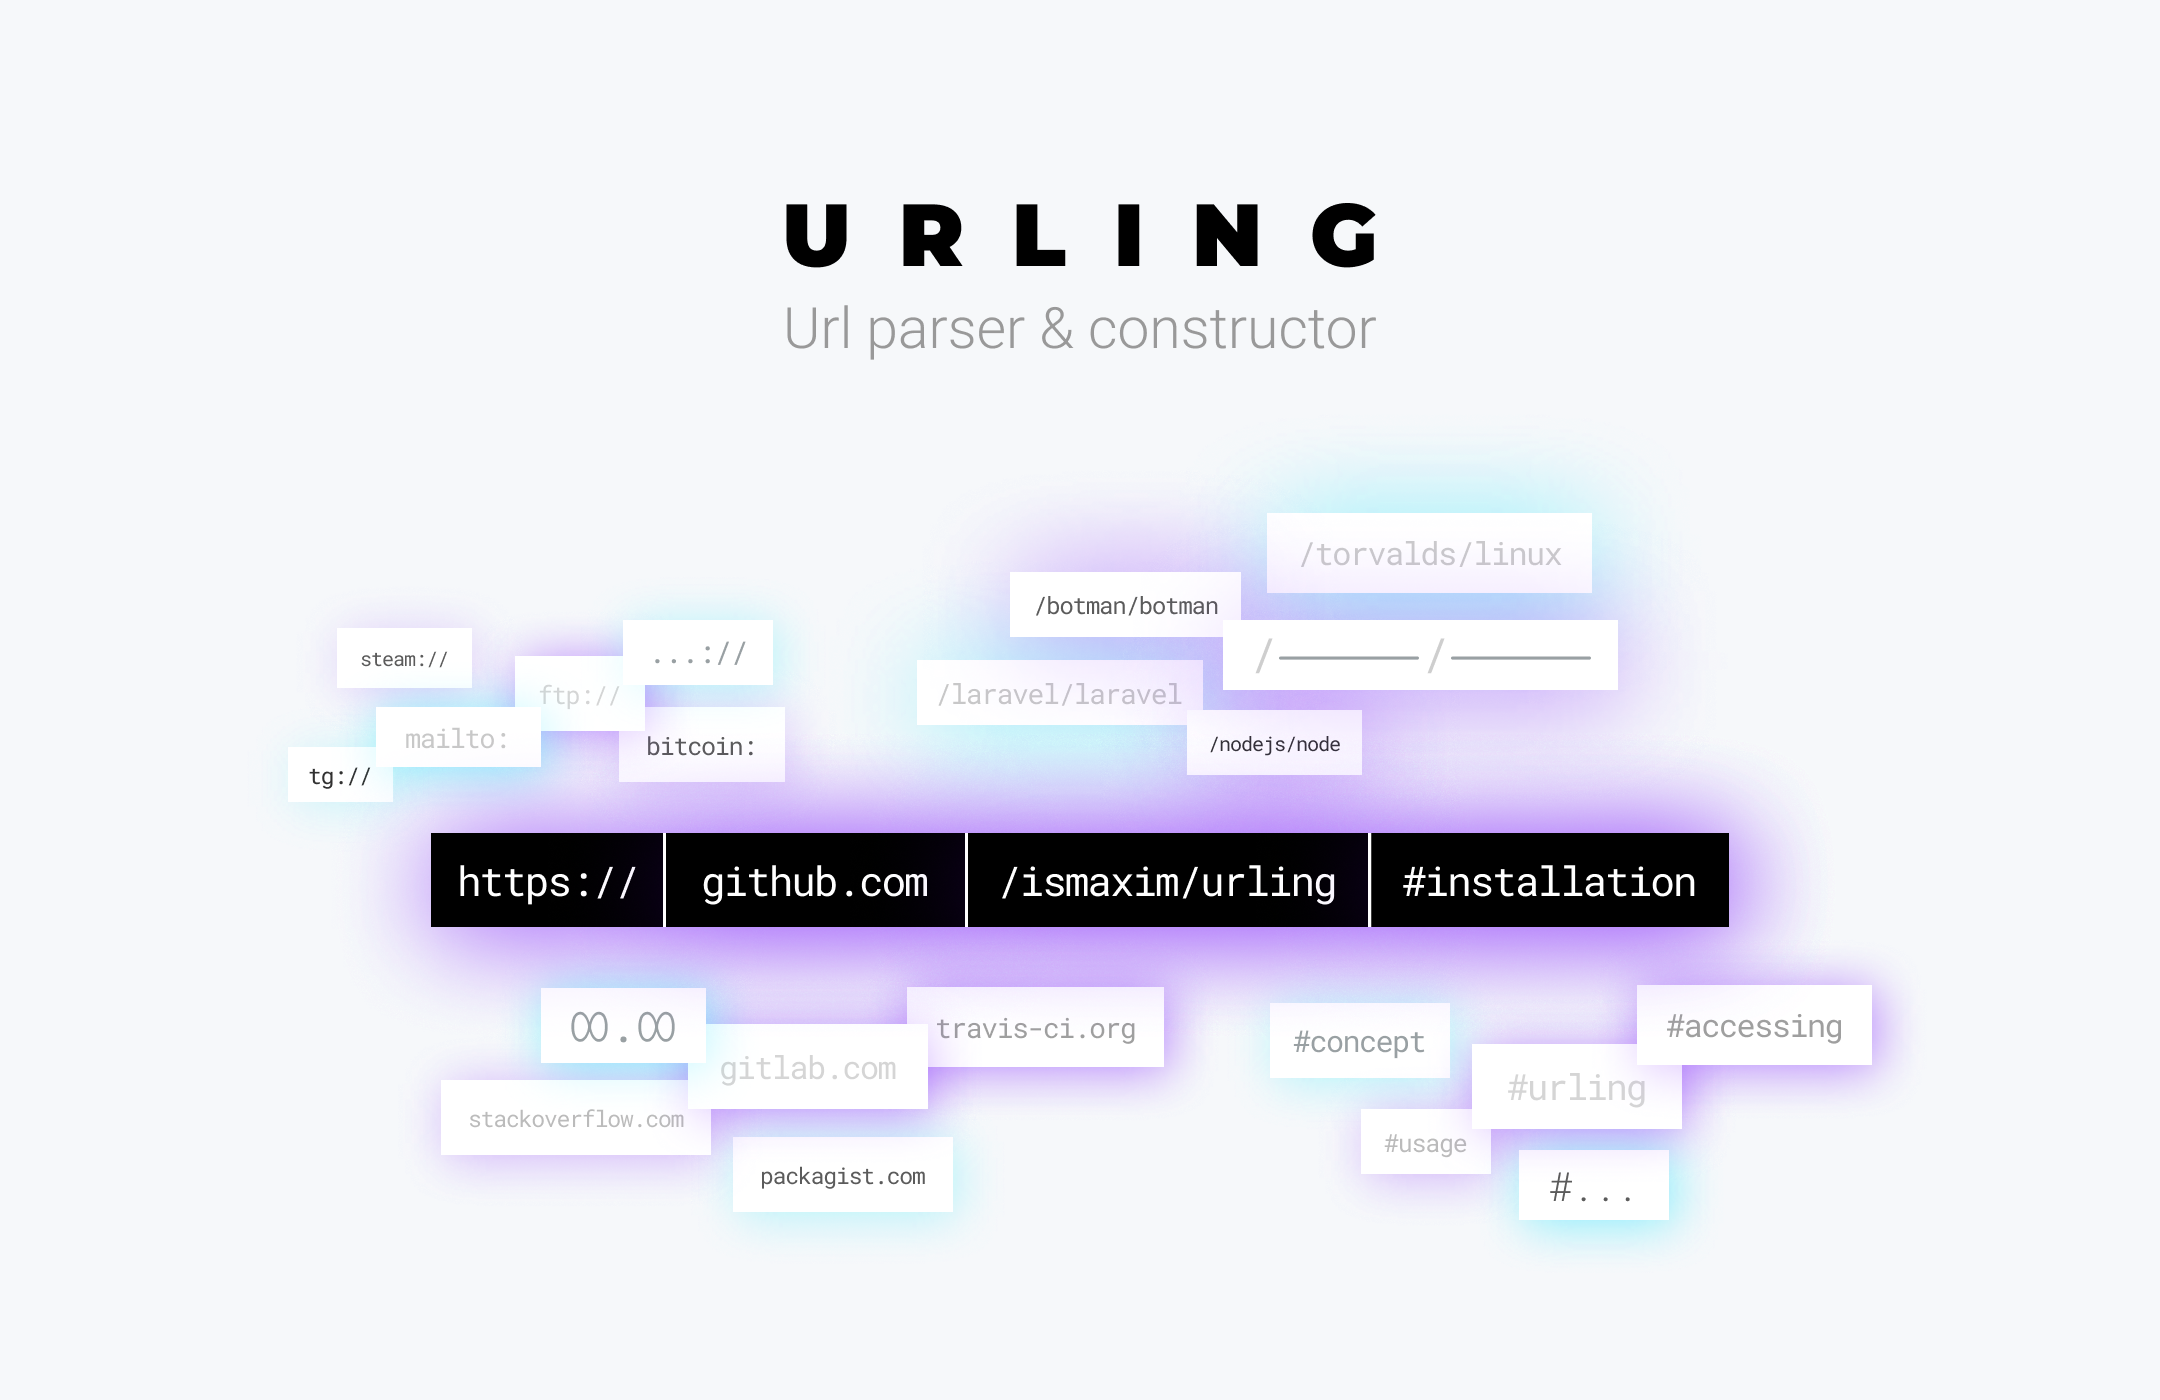 URLING
Url parser & constructor
/torvalds/linux
/botman/botman
steam://
...://
/——/——
ftp://
/laravel/laravel
mailto:
bitcoin:
/nodejs/node
tg://
https:// github.com /ismaxim/urling #installation
∞.∞
travis-ci.org
#concept
#accessing
gitlab.com
#urling
stackoverflow.com
#usage
packagist.com
#...